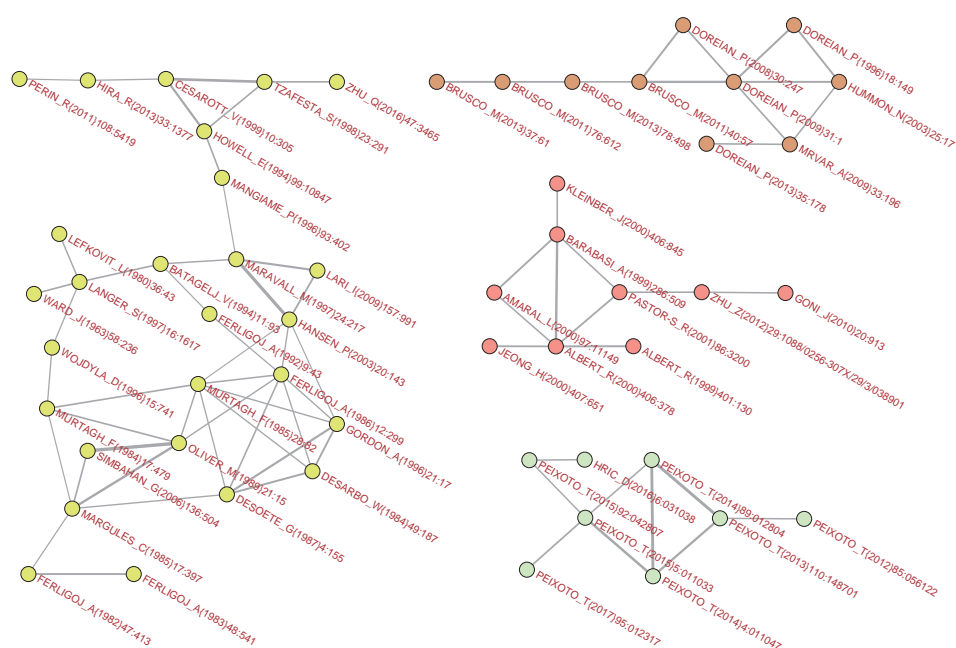 PERIN_R(2011)108:5419
HIRA_R(2013)33:1377
CESAROTT_V(1999)10:305
TZAFESTA_S(1998)23:291
ZHU_Q(2016)47:3465
HOWELL_E(1994)99:10847
MANGIAME_P(1996)93:402
LEFKOVIT_L(1980)36:43
BATAGELJ_V(1994)11:93
MARAVALL_M(1997)24:217
LARI_I(2009)157:991
LANGER_S(1997)16:1617
WARD_J(1963)58:236
FERLIGOJ_A(1992)9:43
HANSEN_P(2003)20:143
WOJDYLA_D(1996)15:741
MURTAGH_F(1985)28:82
FERLIGOJ_A(1986)12:299
MURTAGH_F(1984)17:479
GORDON_A(1996)21:17
SIMBAHAN_G(2006)136:504
OLIVER_M(1989)21:15
DESARBO_W(1984)49:187
DESOETE_G(1987)4:155
MARGULES_C(1985)17:397
FERLIGOJ_A(1982)47:413
FERLIGOJ_A(1983)48:541
DOREIAN_P(2008)30:247
DOREIAN_P(1996)18:149
BRUSCO_M(2013)37:61
BRUSCO_M(2011)76:612
BRUSCO_M(2013)78:498
BRUSCO_M(2011)40:57
DOREIAN_P(2009)31:1
HUMMON_N(2003)25:17
DOREIAN_P(2013)35:178
MRVAR_A(2009)33:196
KLEINBER_J(2000)406:845
BARABASI_A(1999)286:509
AMARAL_L(2000)97:11149
PASTOR-S_R(2001)86:3200
ZHU_Z(2012)29:1088/0256-307X/29/3/038901
GONI_J(2010)20:913
JEONG_H(2000)407:651
ALBERT_R(2000)406:378
ALBERT_R(1999)401:130
PEIXOTO_T(2015)92:042807
HRIC_D(2016)6:031038
PEIXOTO_T(2014)89:012804
PEIXOTO_T(2015)5:011033
PEIXOTO_T(2013)110:148701
PEIXOTO_T(2012)85:056122
PEIXOTO_T(2017)95:012317
PEIXOTO_T(2014)4:011047